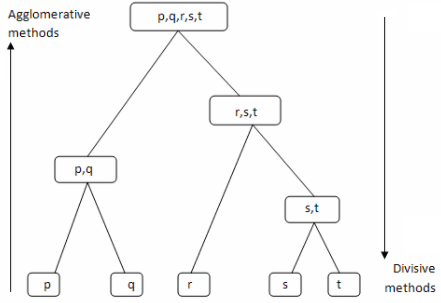 Agglomerative
methods
p,q,r,s,t
r,s,t
p,q
s,t
p
q
r
s
t
Divisive
methods